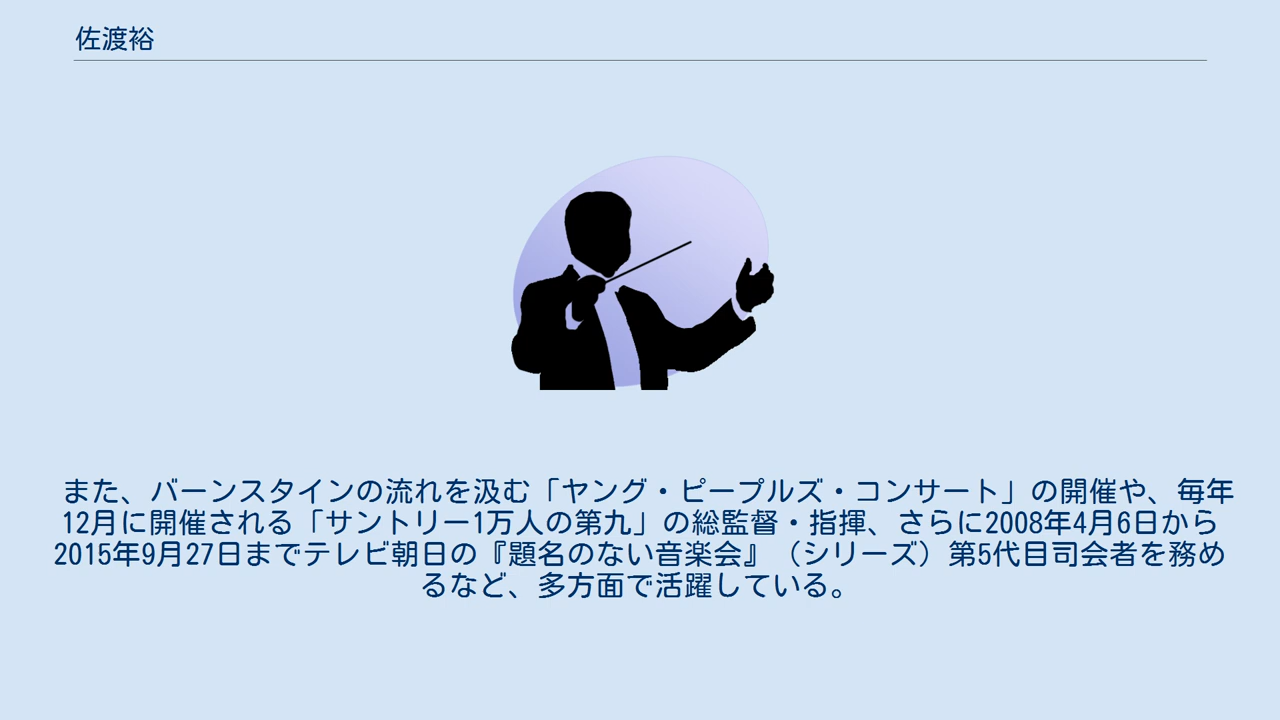 佐渡裕
また、バーンスタインの流れを汲む「ヤング・ピープルズ・コンサート」の開催や、毎年
12月に開催される「サントリー1万人の第九」の総監督・指揮、さらに2008年4月6日から
2015年9月27日までテレビ朝日の『題名のない音楽会』（シリーズ）第5代目司会者を務め
るなど、多方面で活躍している。